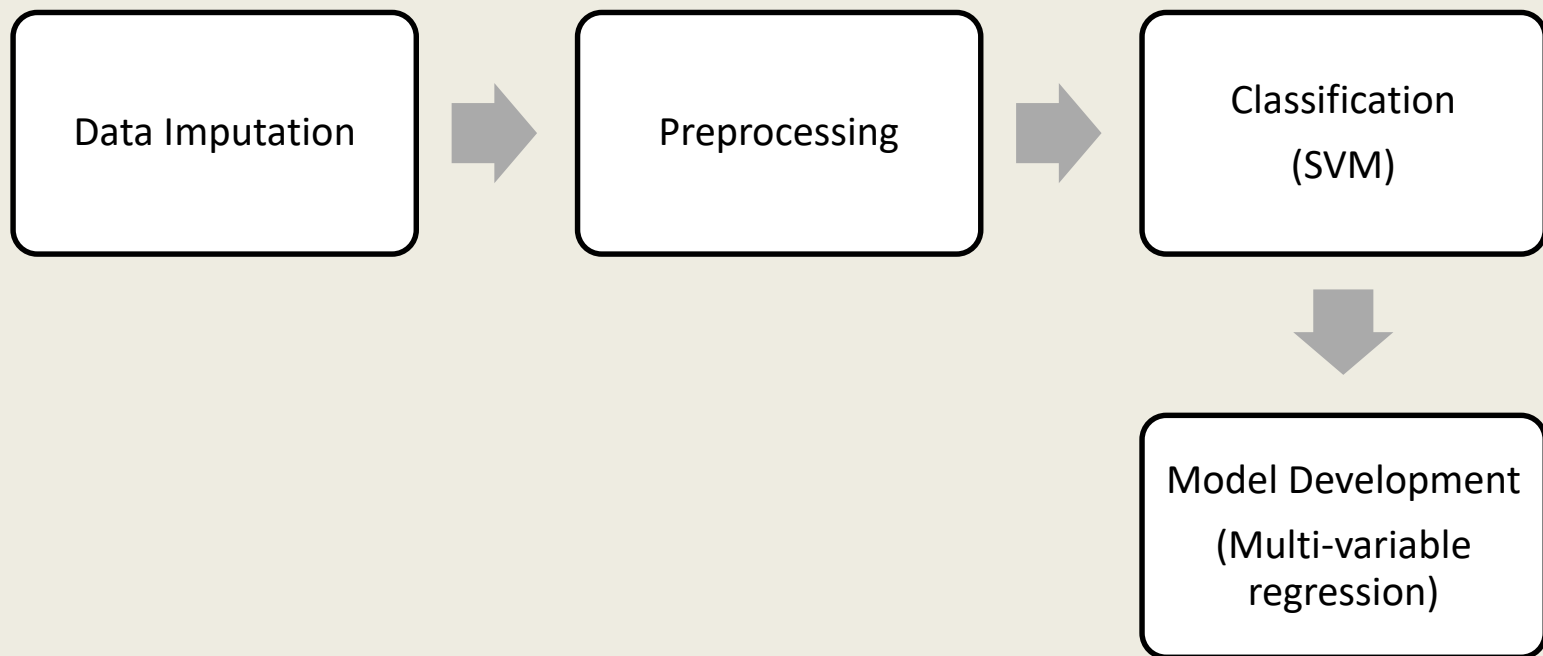 Data Imputation
Preprocessing
Classification
(SVM)
Model Development
(Multi-variable
regression)